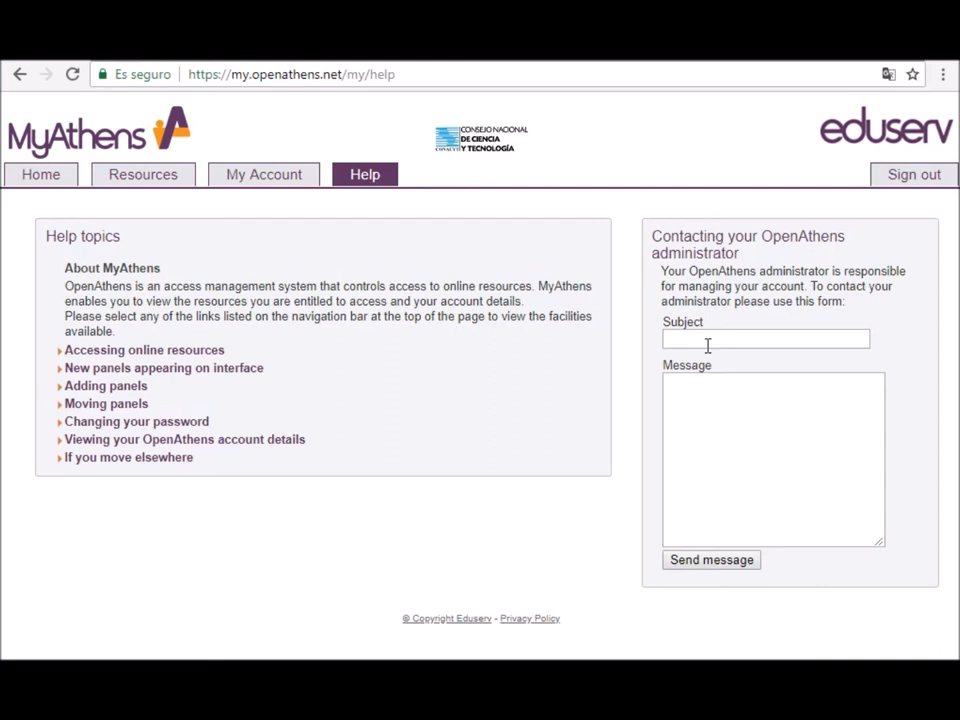 Es seguro
https://my.openathens.net/my/help
MyAthens
CONSEJO NACIONAL
DE CIENCIA
Y TECNOLOGÍA
CONACYT
eduserv
Home
Resources
My Account
Help
Sign out
Help topics
About MyAthens
OpenAthens is an access management system that controls access to online resources. MyAthens
enables you to view the resources you are entitled to access and your account details.
Please select any of the links listed on the navigation bar at the top of the page to view the facilities
available.
Accessing online resources
New panels appearing on interface
Adding panels
Moving panels
Changing your password
Viewing your OpenAthens account details
If you move elsewhere
Contacting your OpenAthens
administrator
Your OpenAthens administrator is responsible
for managing your account. To contact your
administrator please use this form:
Subject
Message
Send message
© Copyright Eduserv - Privacy Policy